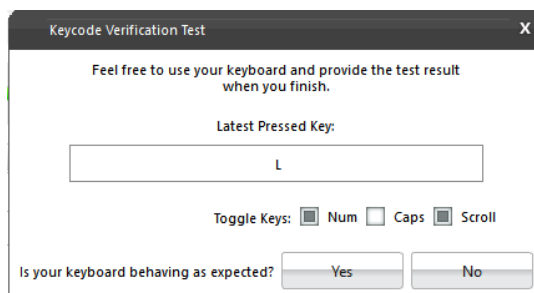 Keycode Verification Test X
Feel free to use your keyboard and provide the test result
when you finish.
Latest Pressed Key:
L
Toggle Keys: Num Caps Scroll
Is your keyboard behaving as expected? Yes No